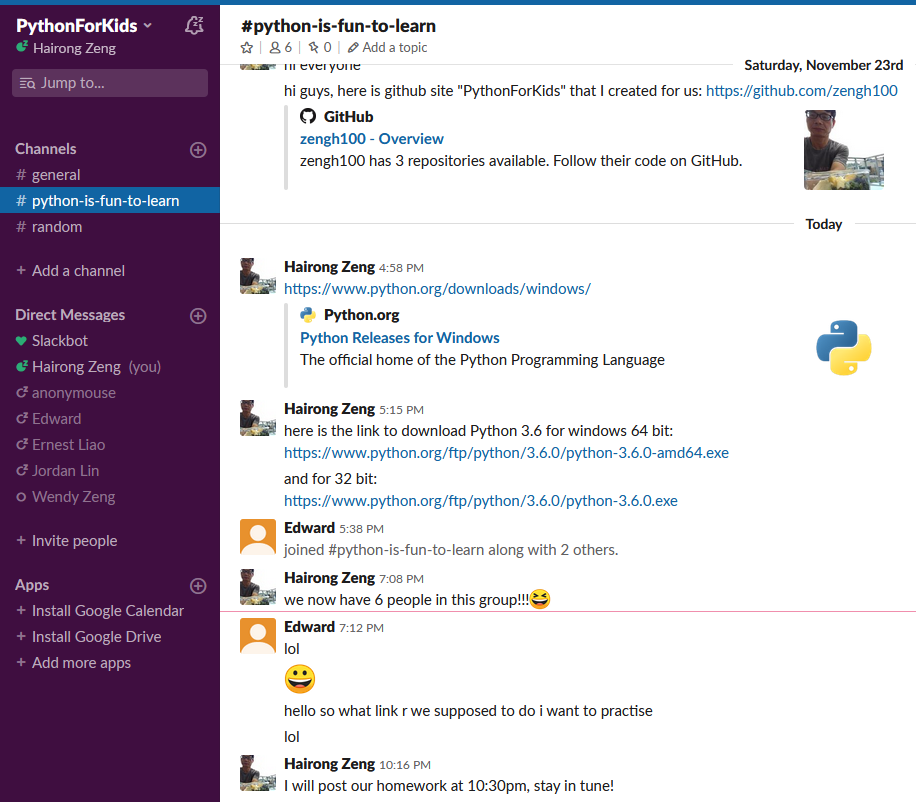 PythonForKids
Hairong Zeng
Jump to...
Channels
# general
# python-is-fun-to-learn
# random
+ Add a channel
Direct Messages
Slackbot
Hairong Zeng (you)
anonymouse
Edward
Ernest Liao
Jordan Lin
Wendy Zeng
+ Invite people
Apps
+ Install Google Calendar
+ Install Google Drive
+ Add more apps
#python-is-fun-to-learn
6 | 0 | Add a topic
hi everyone
Saturday, November 23rd
hi guys, here is github site "PythonForKids" that I created for us: https://github.com/zengh100
GitHub
zengh100 - Overview
zengh100 has 3 repositories available. Follow their code on GitHub.
Today
Hairong Zeng 4:58 PM
https://www.python.org/downloads/windows/
Python.org
Python Releases for Windows
The official home of the Python Programming Language
Hairong Zeng 5:15 PM
here is the link to download Python 3.6 for windows 64 bit:
https://www.python.org/ftp/python/3.6.0/python-3.6.0-amd64.exe
and for 32 bit:
https://www.python.org/ftp/python/3.6.0/python-3.6.0.exe
Edward 5:38 PM
joined #python-is-fun-to-learn along with 2 others.
Hairong Zeng 7:08 PM
we now have 6 people in this group!!!😆
Edward 7:12 PM
lol
😀
hello so what link r we supposed to do i want to practise
lol
Hairong Zeng 10:16 PM
I will post our homework at 10:30pm, stay in tune!